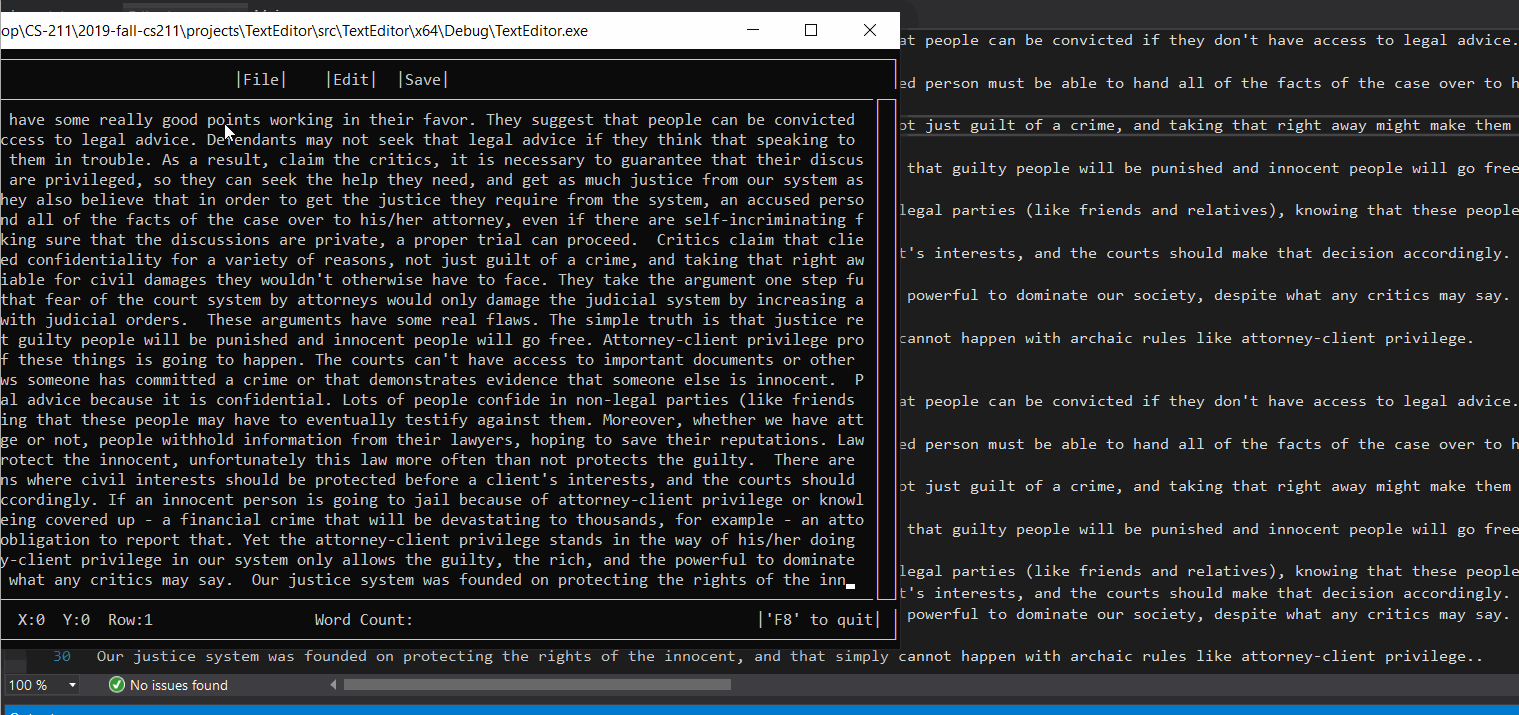 op\CS-211\2019-fall-cs211\projects\TextEditor\src\TextEditor\x64\Debug\TextEditor.exe
|File| |Edit| |Save|
have some really good points working in their favor. They suggest that people can be convicted
ccess to legal advice. Defendants may not seek that legal advice if they think that speaking to
them in trouble. As a result, claim the critics, it is necessary to guarantee that their discus
are privileged, so they can seek the help they need, and get as much justice from our system as
hey also believe that in order to get the justice they require from the system, an accused perso
nd all of the facts of the case over to his/her attorney, even if there are self-incriminating f
king sure that the discussions are private, a proper trial can proceed.  Critics claim that clie
ed confidentiality for a variety of reasons, not just guilt of a crime, and taking that right aw
iable for civil damages they wouldn't otherwise have to face. They take the argument one step fu
that fear of the court system by attorneys would only damage the judicial system by increasing a
with judicial orders.  These arguments have some real flaws. The simple truth is that justice re
t guilty people will be punished and innocent people will go free. Attorney-client privilege pro
f these things is going to happen. The courts can't have access to important documents or other
ws someone has committed a crime or that demonstrates evidence that someone else is innocent.  P
al advice because it is confidential. Lots of people confide in non-legal parties (like friends
ing that these people may have to eventually testify against them. Moreover, whether we have att
ge or not, people withhold information from their lawyers, hoping to save their reputations. Law
rotect the innocent, unfortunately this law more often than not protects the guilty.  There are
ns where civil interests should be protected before a client's interests, and the courts should
ccordingly. If an innocent person is going to jail because of attorney-client privilege or knowl
eing covered up - a financial crime that will be devastating to thousands, for example - an atto
obligation to report that. Yet the attorney-client privilege stands in the way of his/her doing
y-client privilege in our system only allows the guilty, the rich, and the powerful to dominate
what any critics may say.  Our justice system was founded on protecting the rights of the inn
X:0 Y:0 Row:1 Word Count: |'F8' to quit|
at people can be convicted if they don't have access to legal advice.
ed person must be able to hand all of the facts of the case over to h
ot just guilt of a crime, and taking that right away might make them
that guilty people will be punished and innocent people will go free
legal parties (like friends and relatives), knowing that these people
t's interests, and the courts should make that decision accordingly.
powerful to dominate our society, despite what any critics may say.
cannot happen with archaic rules like attorney-client privilege.
at people can be convicted if they don't have access to legal advice.
ed person must be able to hand all of the facts of the case over to h
ot just guilt of a crime, and taking that right away might make them
that guilty people will be punished and innocent people will go free
legal parties (like friends and relatives), knowing that these people
t's interests, and the courts should make that decision accordingly.
powerful to dominate our society, despite what any critics may say.
30 Our justice system was founded on protecting the rights of the innocent, and that simply cannot happen with archaic rules like attorney-client privilege..
100 % No issues found